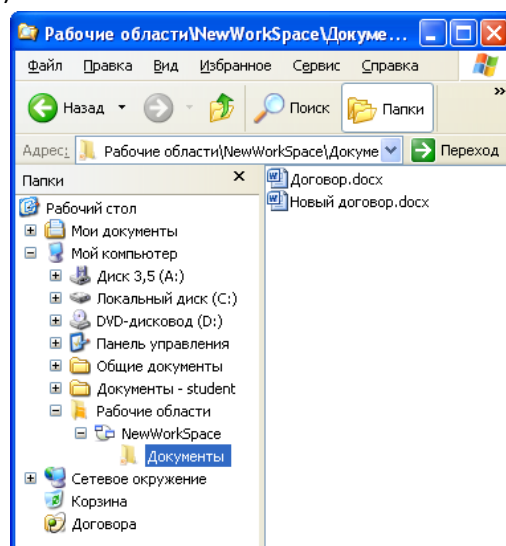 Рабочие области\NewWorkSpace\Докуме...
Файл Правка Вид Избранное Сервис Справка
Назад Поиск Папки »
Адрес: Рабочие области\NewWorkSpace\Докуме Переход
Папки
Рабочий стол
Мои документы
Мой компьютер
Диск 3,5 (A:)
Локальный диск (C:)
DVD-дисковод (D:)
Панель управления
Общие документы
Документы - student
Рабочие области
NewWorkSpace
Документы
Сетевое окружение
Корзина
Договора
Договор.docx
Новый договор.docx